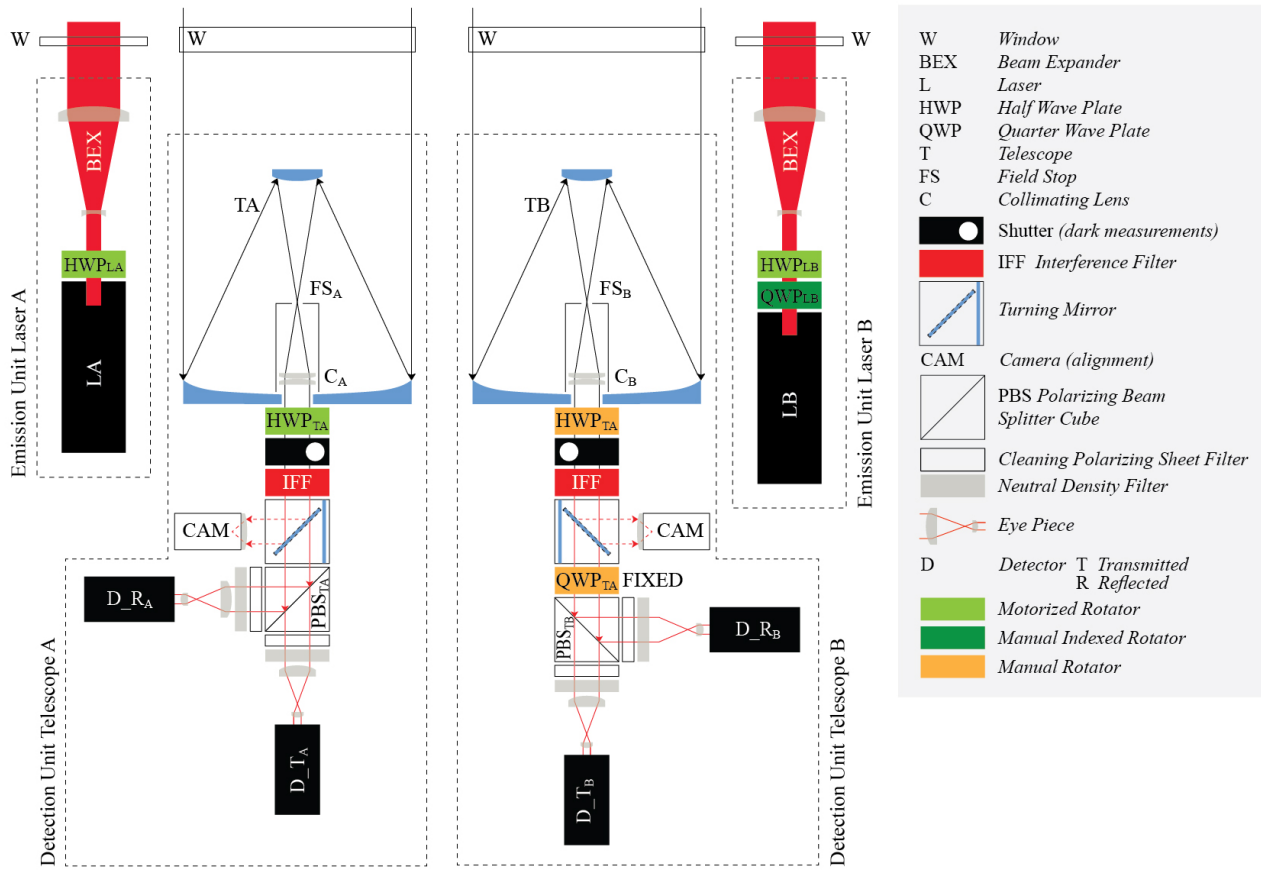 W
W
W
W
BEX
HWPLA
LA
Emission Unit Laser A
TA
FSA
CA
HWPTA
IFF
CAM
D_RA
PBSTA
D_TA
Detection Unit Telescope A
TB
FSB
CB
HWPTA
IFF
CAM
QWPTA FIXED
PBSTB
D_RB
D_TB
Detection Unit Telescope B
BEX
HWPLB
QWPLB
LB
Emission Unit Laser B
W Window
BEX Beam Expander
L Laser
HWP Half Wave Plate
QWP Quarter Wave Plate
T Telescope
FS Field Stop
C Collimating Lens
Shutter (dark measurements)
IFF Interference Filter
Turning Mirror
CAM Camera (alignment)
PBS Polarizing Beam
Splitter Cube
Cleaning Polarizing Sheet Filter
Neutral Density Filter
Eye Piece
D Detector T Transmitted
R Reflected
Motorized Rotator
Manual Indexed Rotator
Manual Rotator